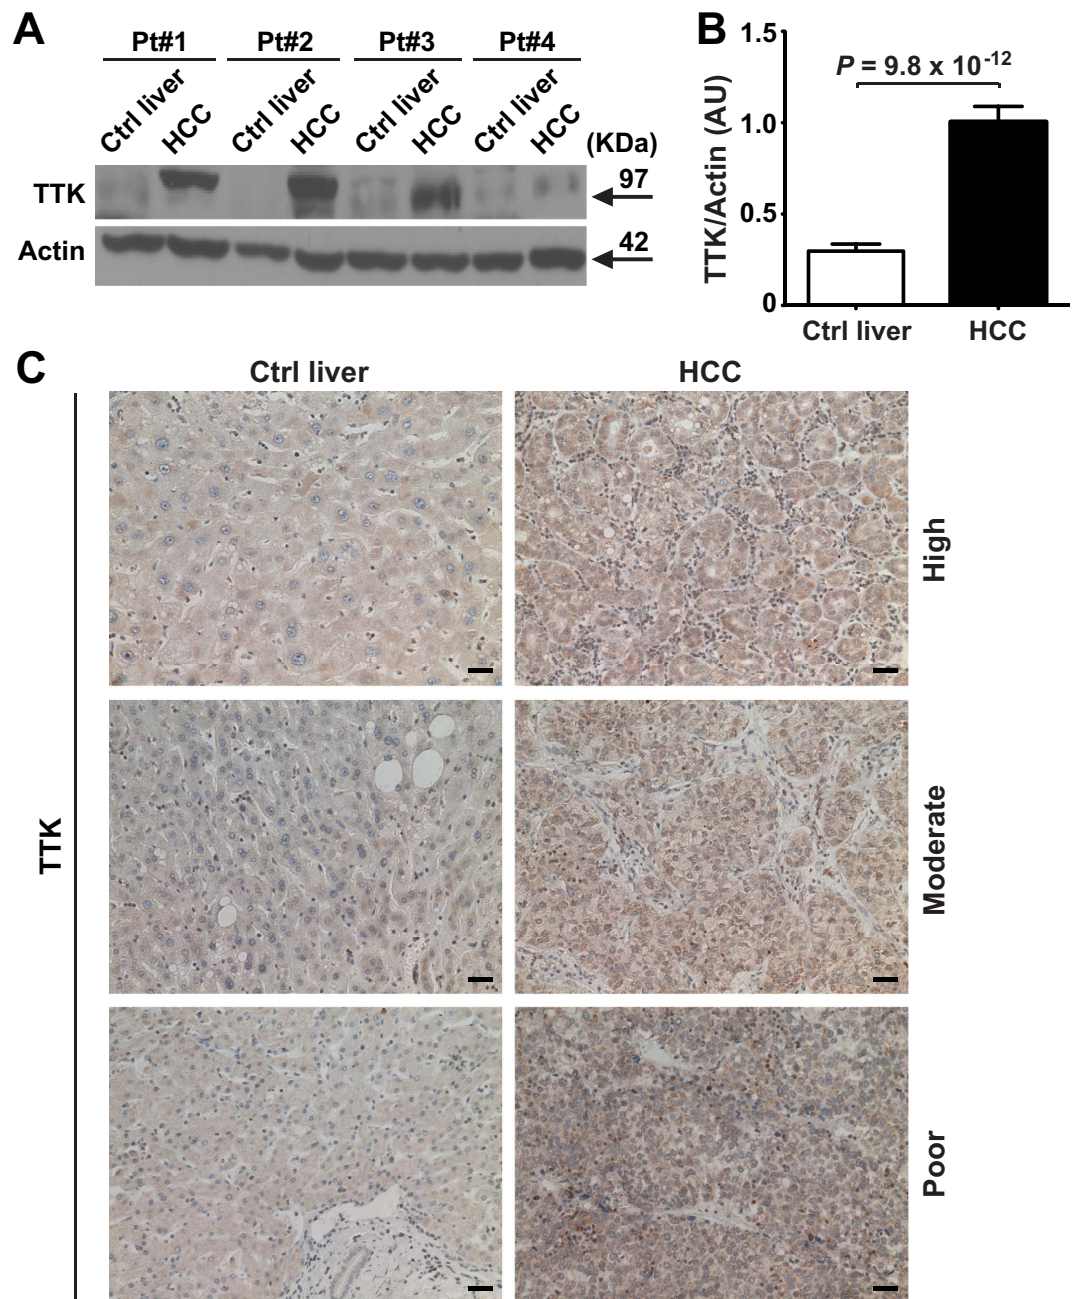 A
Pt#1 Pt#2 Pt#3 Pt#4
Ctrl liver HCC Ctrl liver HCC Ctrl liver HCC Ctrl liver HCC
(KDa)
TTK 97
Actin 42
B
P = 9.8 x 10-12
TTK/Actin (AU)
1.5
1.0
0.5
0
Ctrl liver HCC
C
Ctrl liver HCC
TTK
High
Moderate
Poor